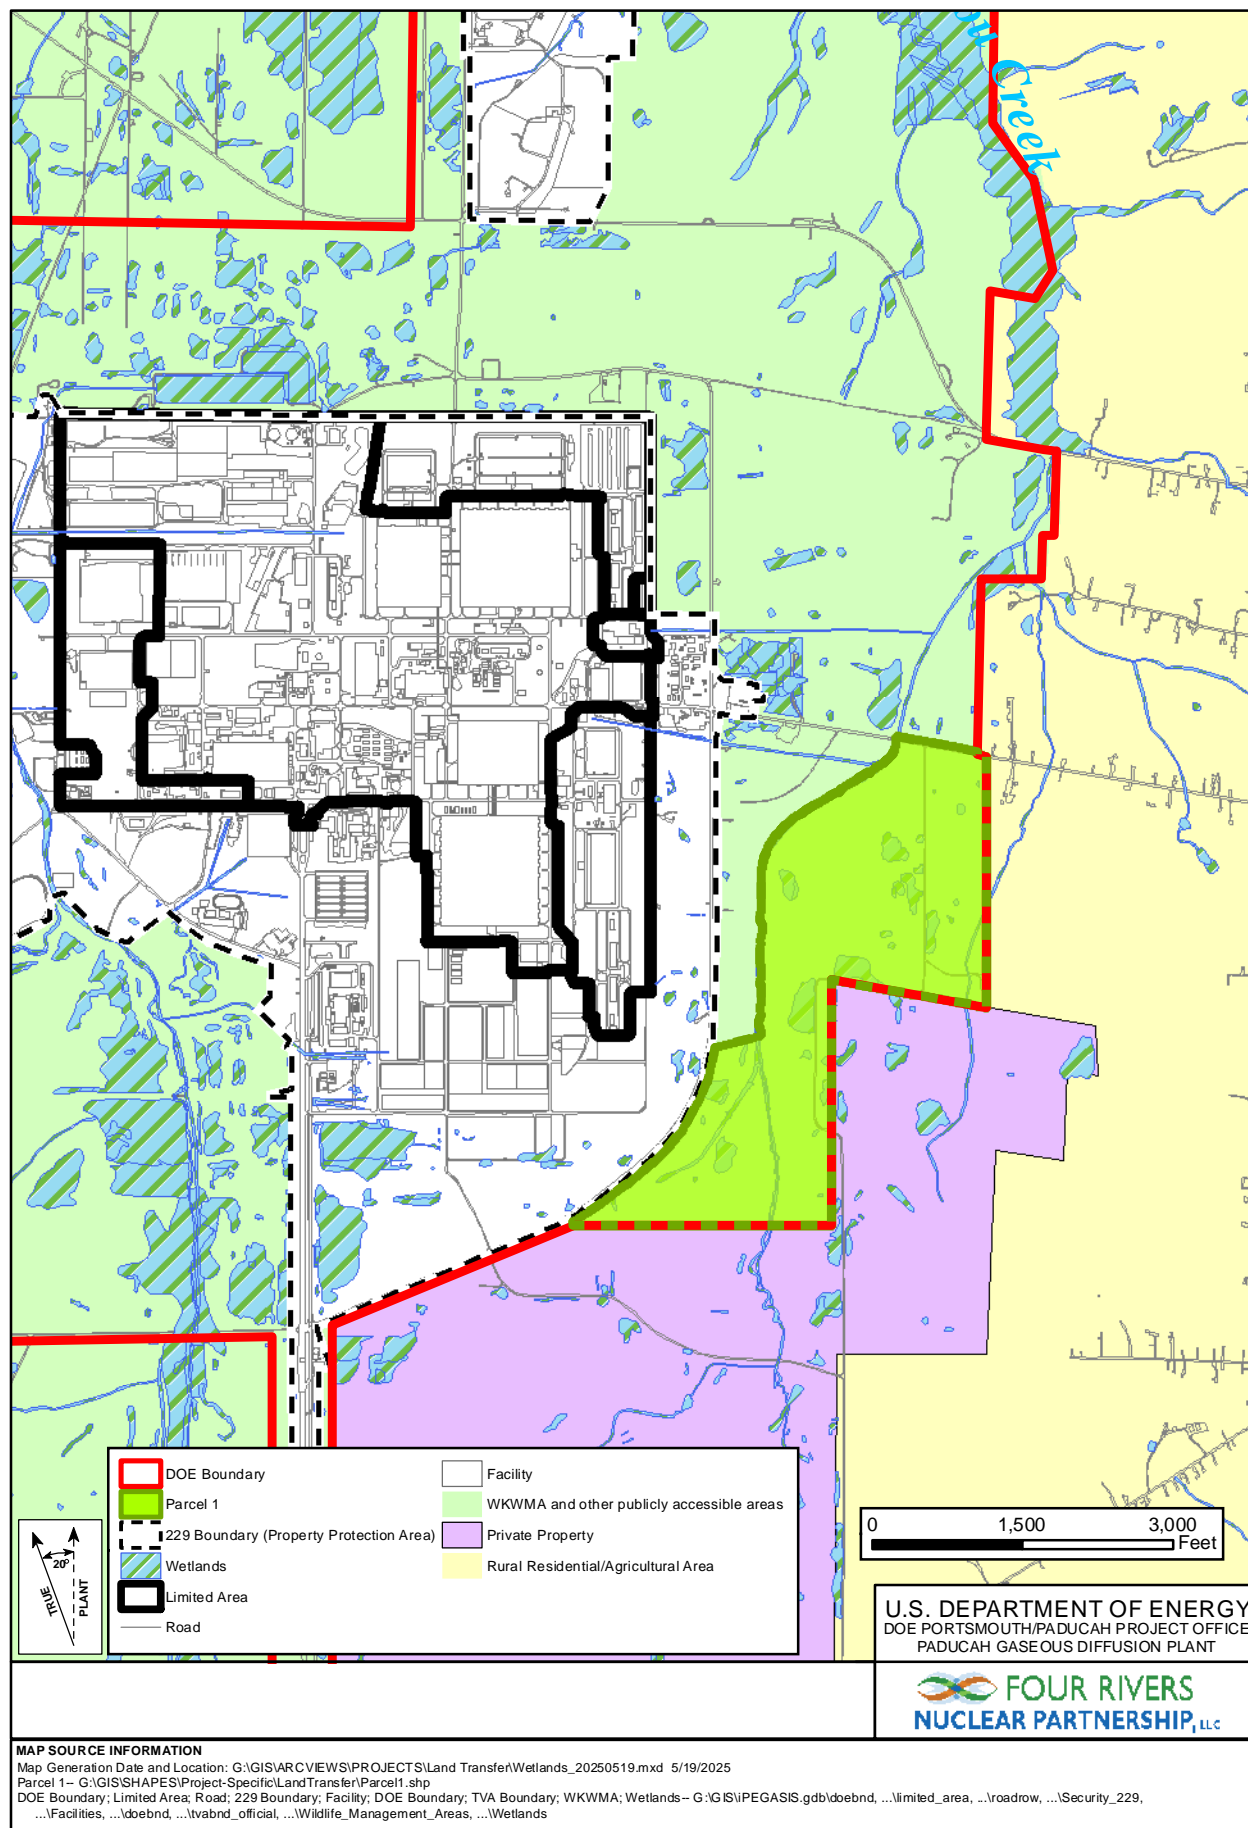 ou Creek
DOE Boundary
Parcel 1
229 Boundary (Property Protection Area)
Wetlands
Limited Area
Road
Facility
WKWMA and other publicly accessible areas
Private Property
Rural Residential/Agricultural Area
20°
TRUE
PLANT
0 1,500 3,000
Feet
U.S. DEPARTMENT OF ENERGY
DOE PORTSMOUTH/PADUCAH PROJECT OFFICE
PADUCAH GASEOUS DIFFUSION PLANT
FOUR RIVERS
NUCLEAR PARTNERSHIP, LLC
MAP SOURCE INFORMATION
Map Generation Date and Location: G:\GIS\ARCVIEWS\PROJECTS\Land Transfer\Wetlands_20250519.mxd 5/19/2025
Parcel 1-- G:\GIS\SHAPES\Project-Specific\LandTransfer\Parcel1.shp
DOE Boundary; Limited Area; Road; 229 Boundary; Facility; DOE Boundary; TVA Boundary; WKWMA; Wetlands-- G:\GIS\iPEGASIS.gdb\doebnd, ...\limited_area, ...\roadrow, ...\Security_229,
...\Facilities, ...\doebnd, ...\tvabnd_official, ...\Wildlife_Management_Areas, ...\Wetlands